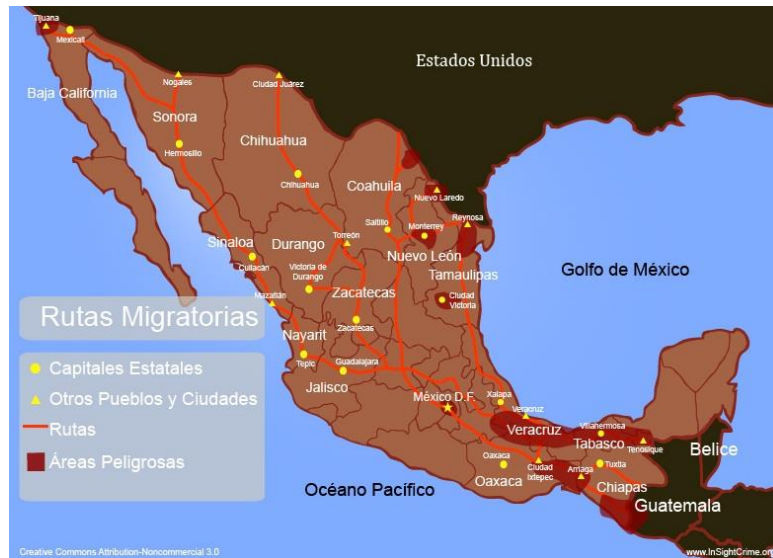 Estados Unidos
Tijuana
Mexicali
Baja California
Nogales
Ciudad Juárez
Sonora
Chihuahua
Hermosillo
Chihuahua
Coahuila
Nuevo Laredo
Reynosa
Saltillo
Monterrey
Nuevo León
Sinaloa
Durango
Torreón
Tamaulipas
Culiacán
Victoria de
Durango
Golfo de México
Mazatlán
Zacatecas
Ciudad
Victoria
Rutas Migratorias
Nayarit
Zacatecas
Tepic
Guadalajara
Capitales Estatales
Jalisco
México D.F.
Xalapa
Veracruz
Otros Pueblos y Ciudades
Veracruz
Villahermosa
Tabasco
Tenosique
Rutas
Belice
Áreas Peligrosas
Oaxaca
Oaxaca
Ciudad
Ixtepec
Arriaga
Tuxtla
Chiapas
Océano Pacífico
Guatemala
Creative Commons Attribution-Noncommercial 3.0
www.InSightCrime.org